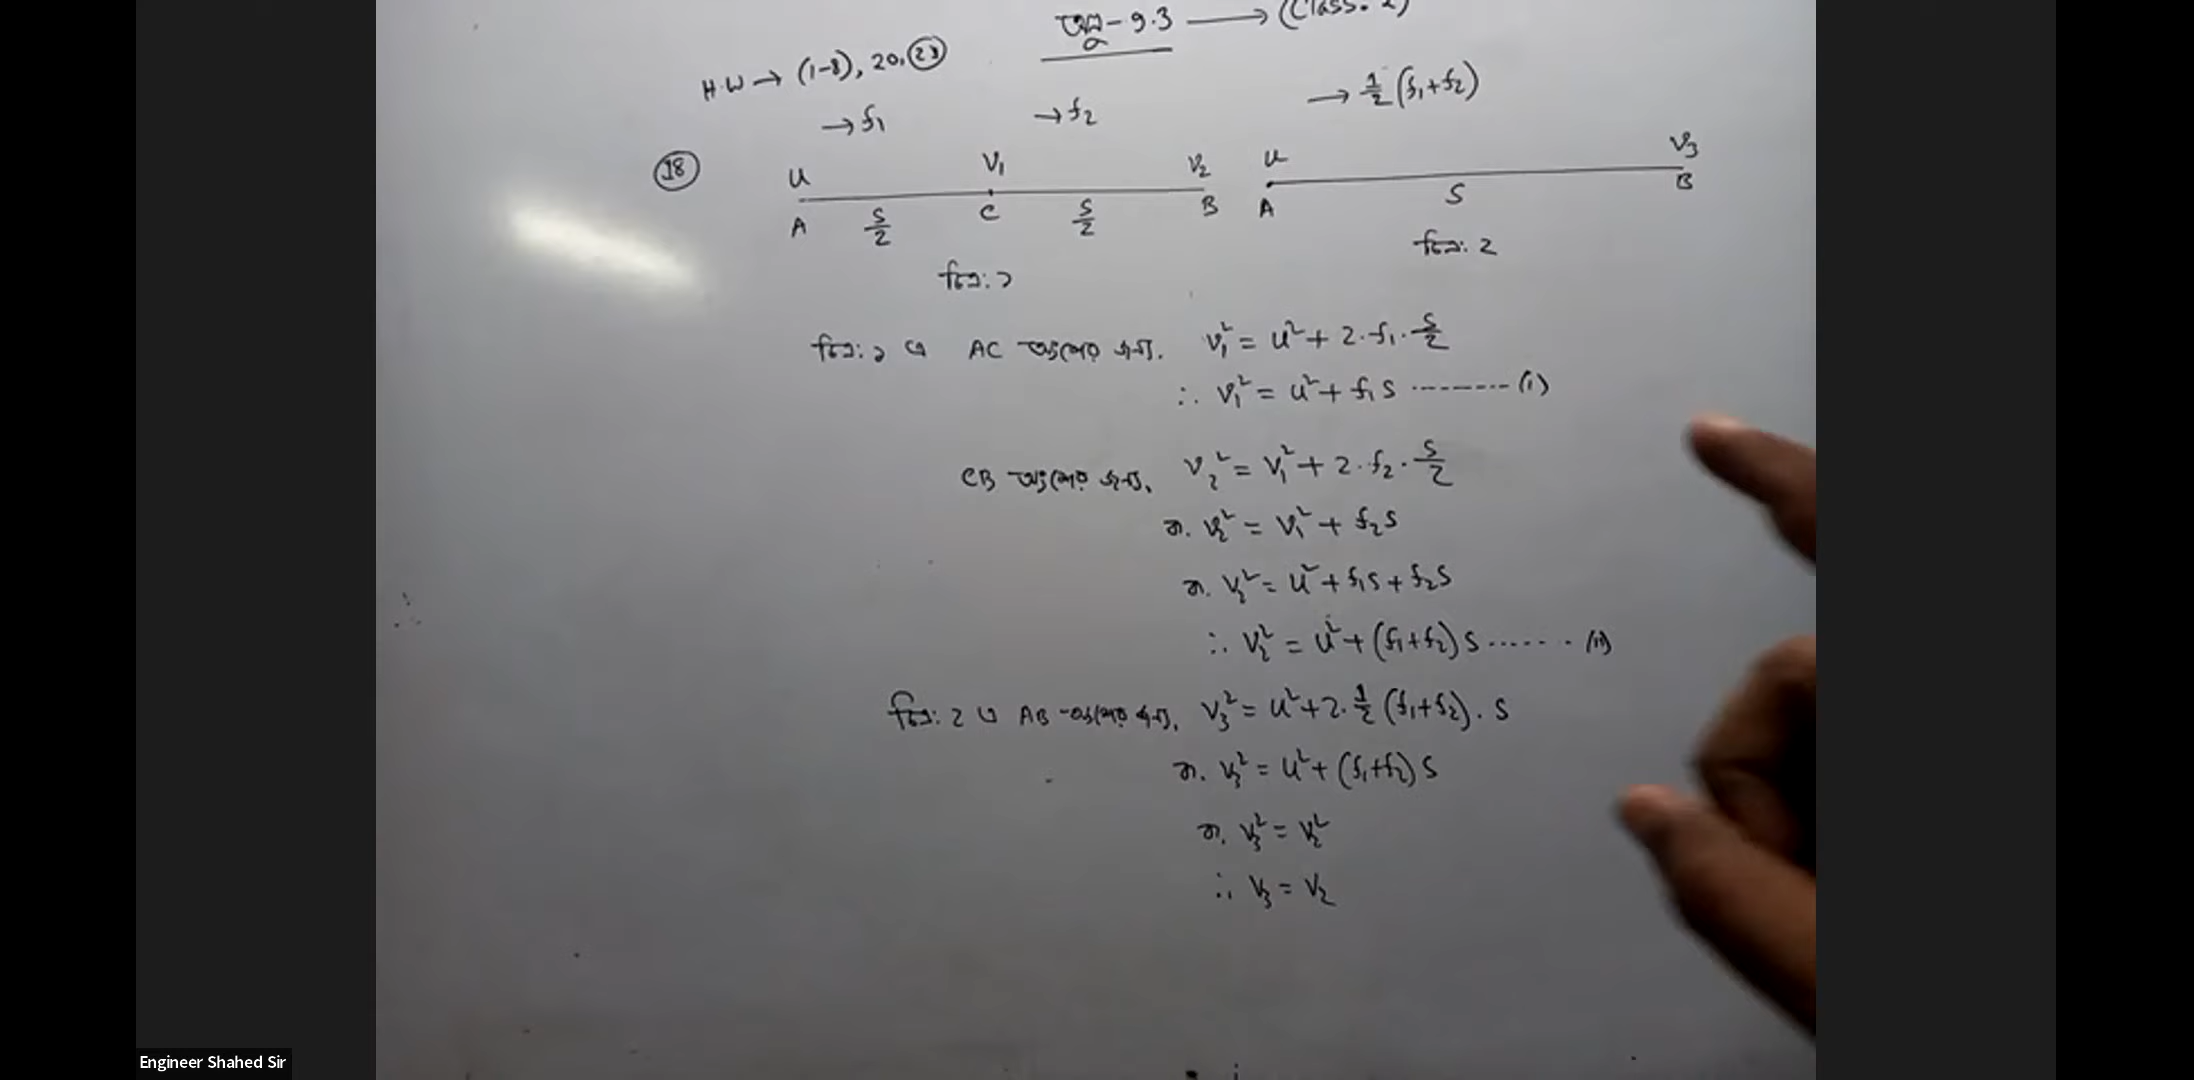 অনু-9.3 → (Class: 2)
H.W → (1-8), 20, 21
→ f₁ → f₂ → 1/2 (f₁+f₂)
18
u V₁ V₂ u V₃
A S/2 C S/2 B A S B
চিত্র: ১ চিত্র: 2
চিত্র: ১ এ AC অংশের জন্য, V₁² = u² + 2·f₁·S/2
∴ V₁² = u² + f₁S -------- (i)
CB অংশের জন্য, V₂² = V₁² + 2·f₂·S/2
বা, V₂² = V₁² + f₂S
বা, V₂² = u² + f₁S + f₂S
∴ V₂² = u² + (f₁+f₂)S ------ (ii)
চিত্র: 2 এ AB অংশের জন্য, V₃² = u² + 2·1/2 (f₁+f₂)·S
বা, V₃² = u² + (f₁+f₂)S
বা, V₃² = V₂²
∴ V₃ = V₂
Engineer Shahed Sir